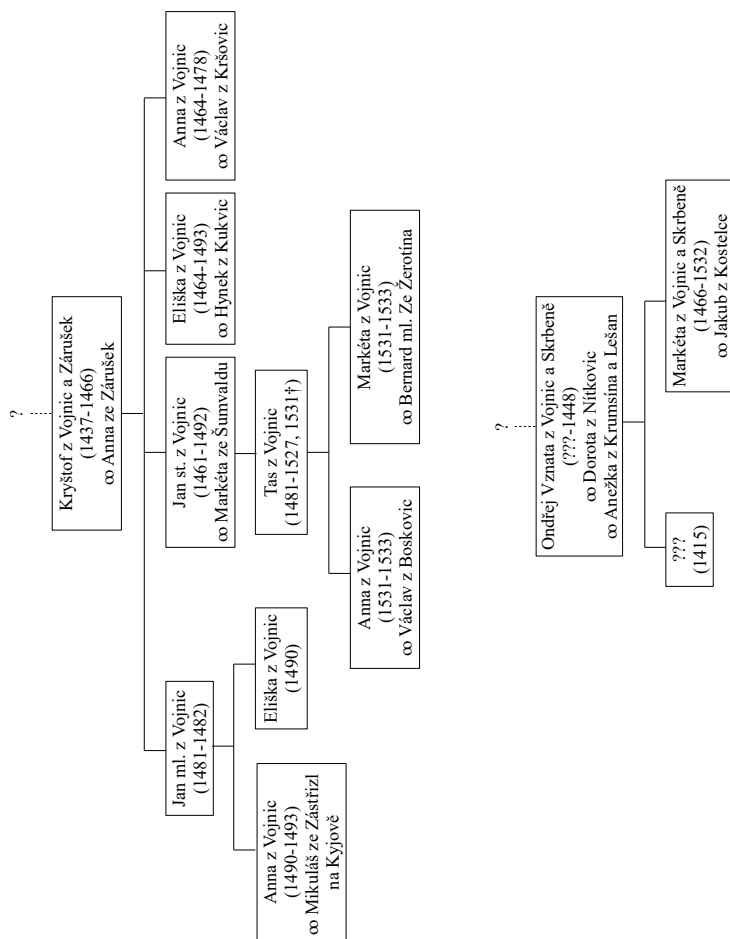 ?
Kryštof z Vojnic a Zárušek
(1437-1466)
ꝏ Anna ze Zárušek
Jan ml. z Vojnic
(1481-1482)
Jan st. z Vojnic
(1461-1492)
ꝏ Markéta ze Šumvaldu
Eliška z Vojnic
(1464-1493)
ꝏ Hynek z Kukvic
Anna z Vojnic
(1464-1478)
ꝏ Václav z Kršovic
Anna z Vojnic
(1490-1493)
ꝏ Mikuláš ze Zástřizl
na Kyjově
Eliška z Vojnic
(1490)
Tas z Vojnic
(1481-1527, 1531†)
Anna z Vojnic
(1531-1533)
ꝏ Václav z Boskovic
Markéta z Vojnic
(1531-1533)
ꝏ Bernard ml. Ze Žerotína
?
Ondřej Vznata z Vojnic a Skrbeně
(???-1448)
ꝏ Dorota z Nítkovic
ꝏ Anežka z Krumsína a Lešan
???
(1415)
Markéta z Vojnic a Skrbeně
(1466-1532)
ꝏ Jakub z Kostelce